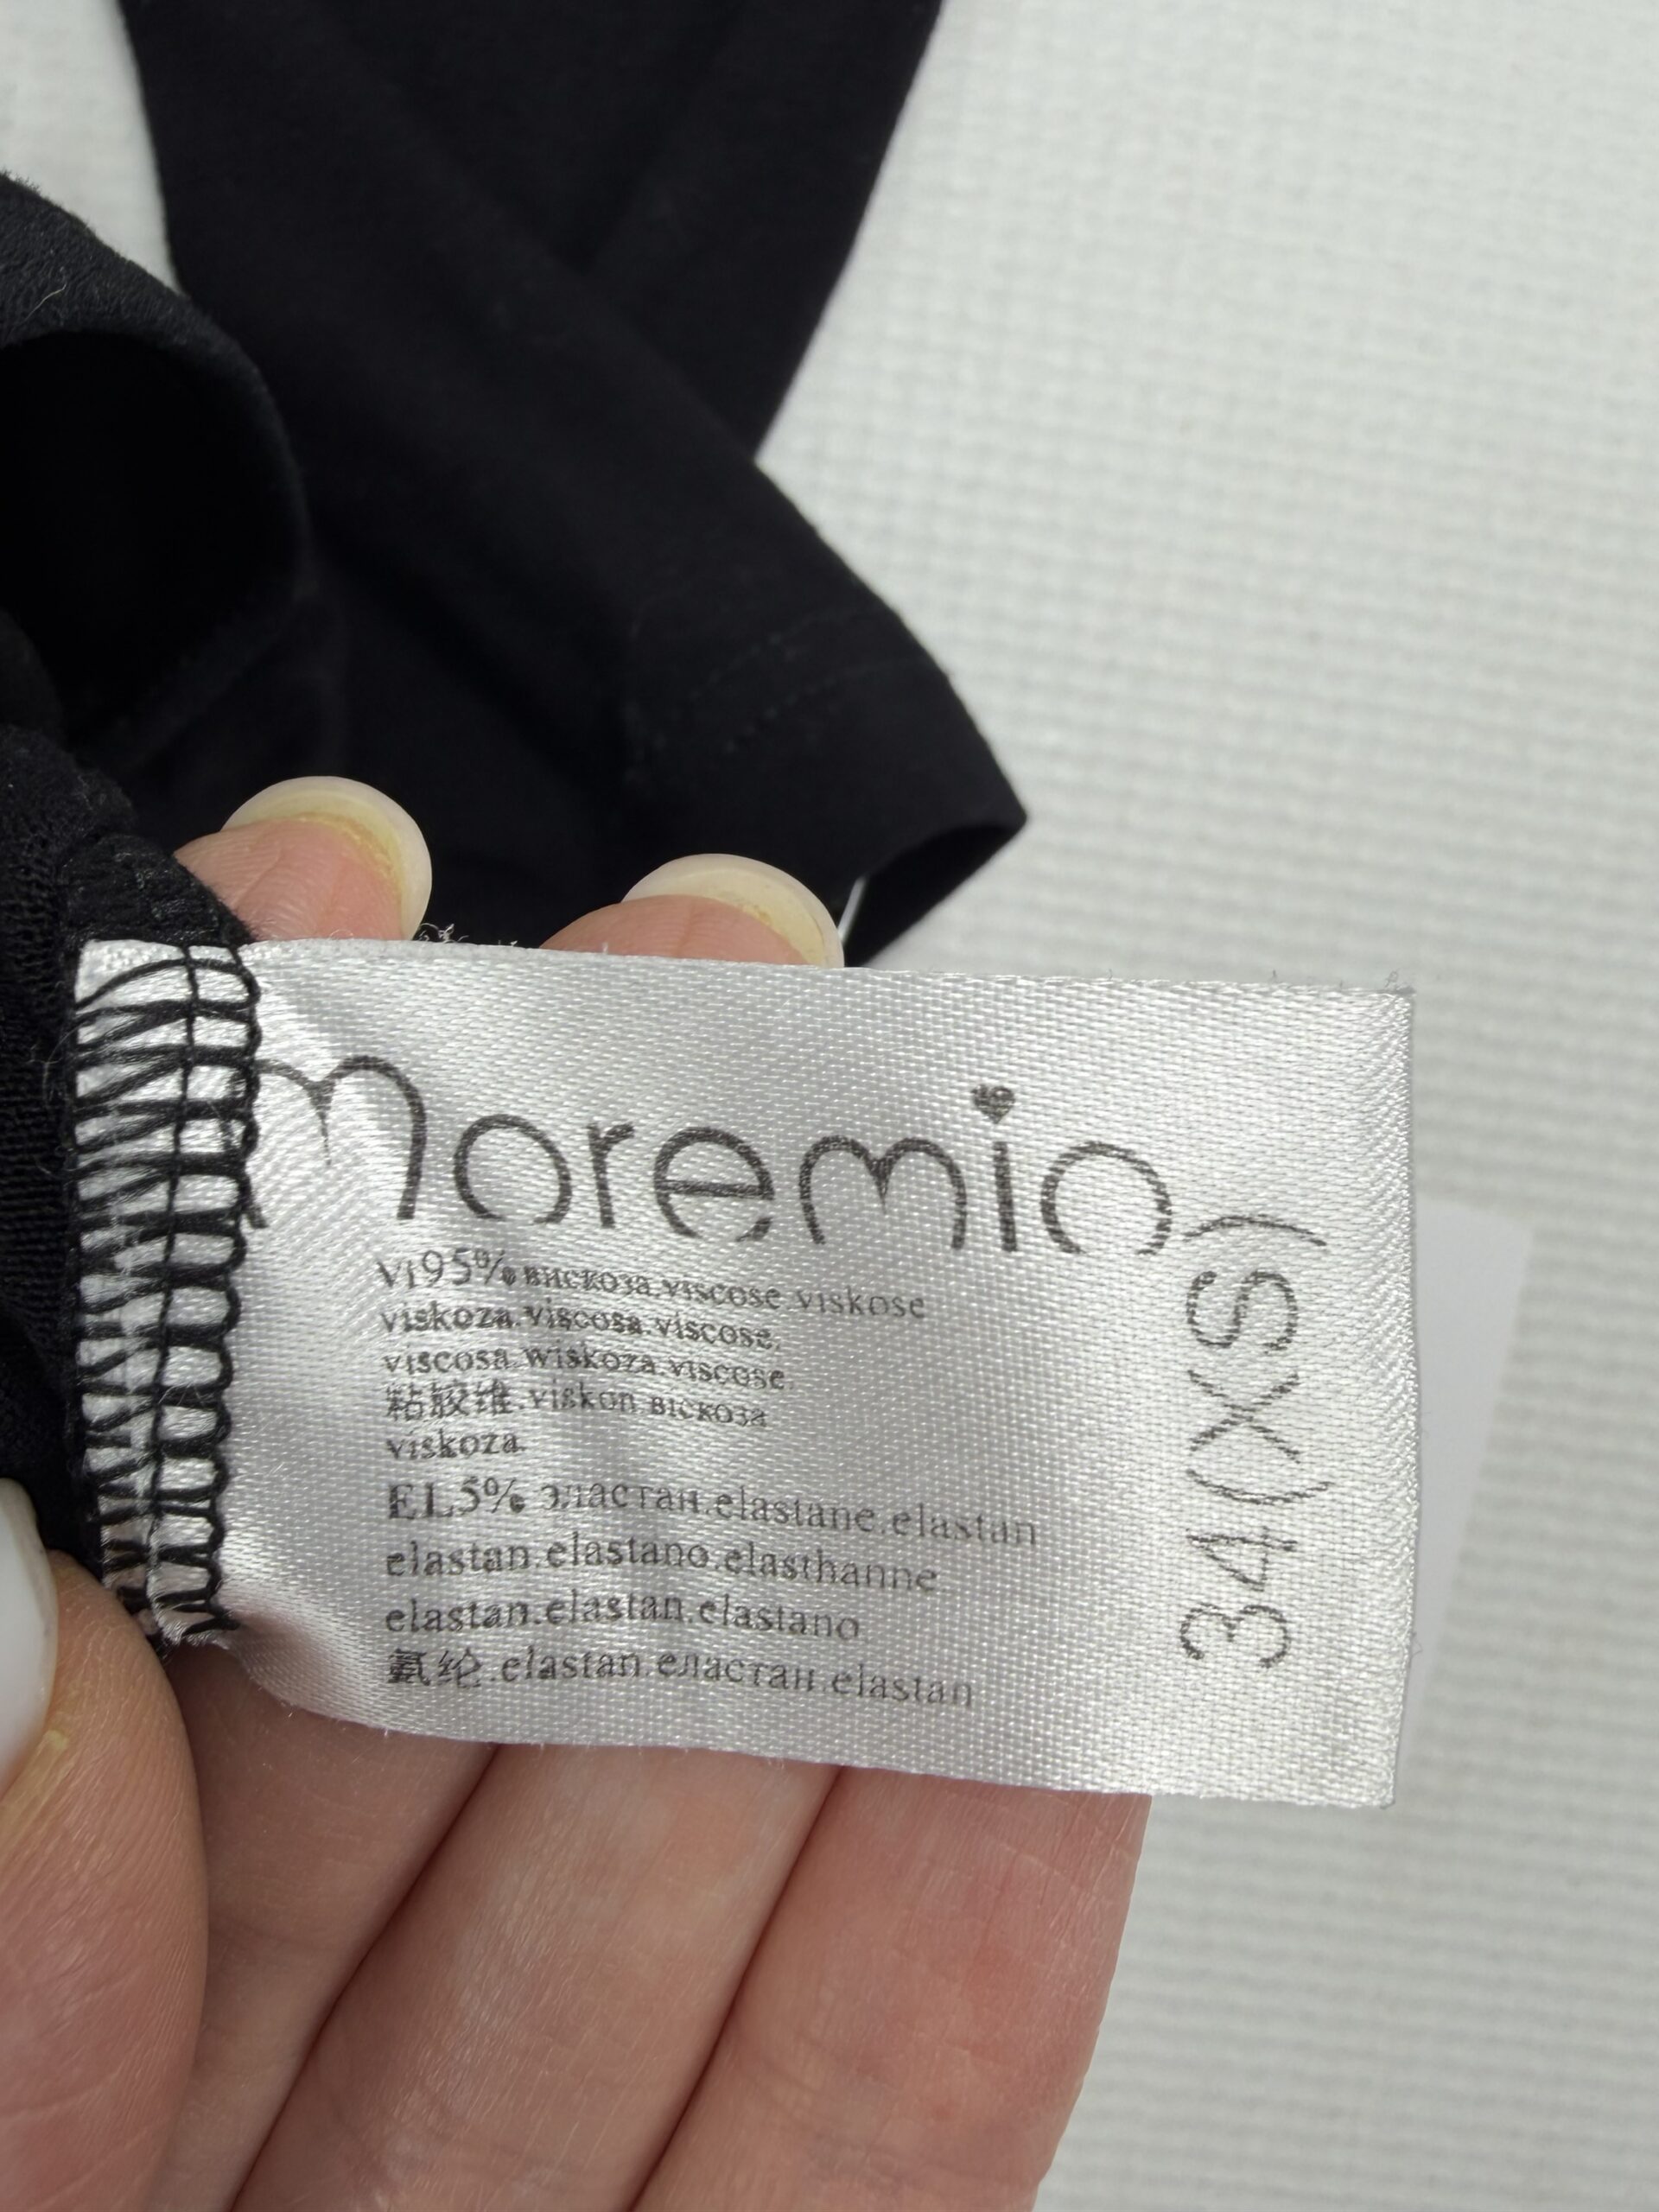 moremio
Vi95% вискоза.viscose.viskose
viskoza.viscosa.viscose.
viscosa.wiskoza.viscose.
粘胶维.viskon.вiскоза
viskoza.
EL5% эластан.elastane.elastan
elastan.elastano.elasthanne
elastan.elastan.elastano
氨纶.elastan.еластан.elastan
34(XS)